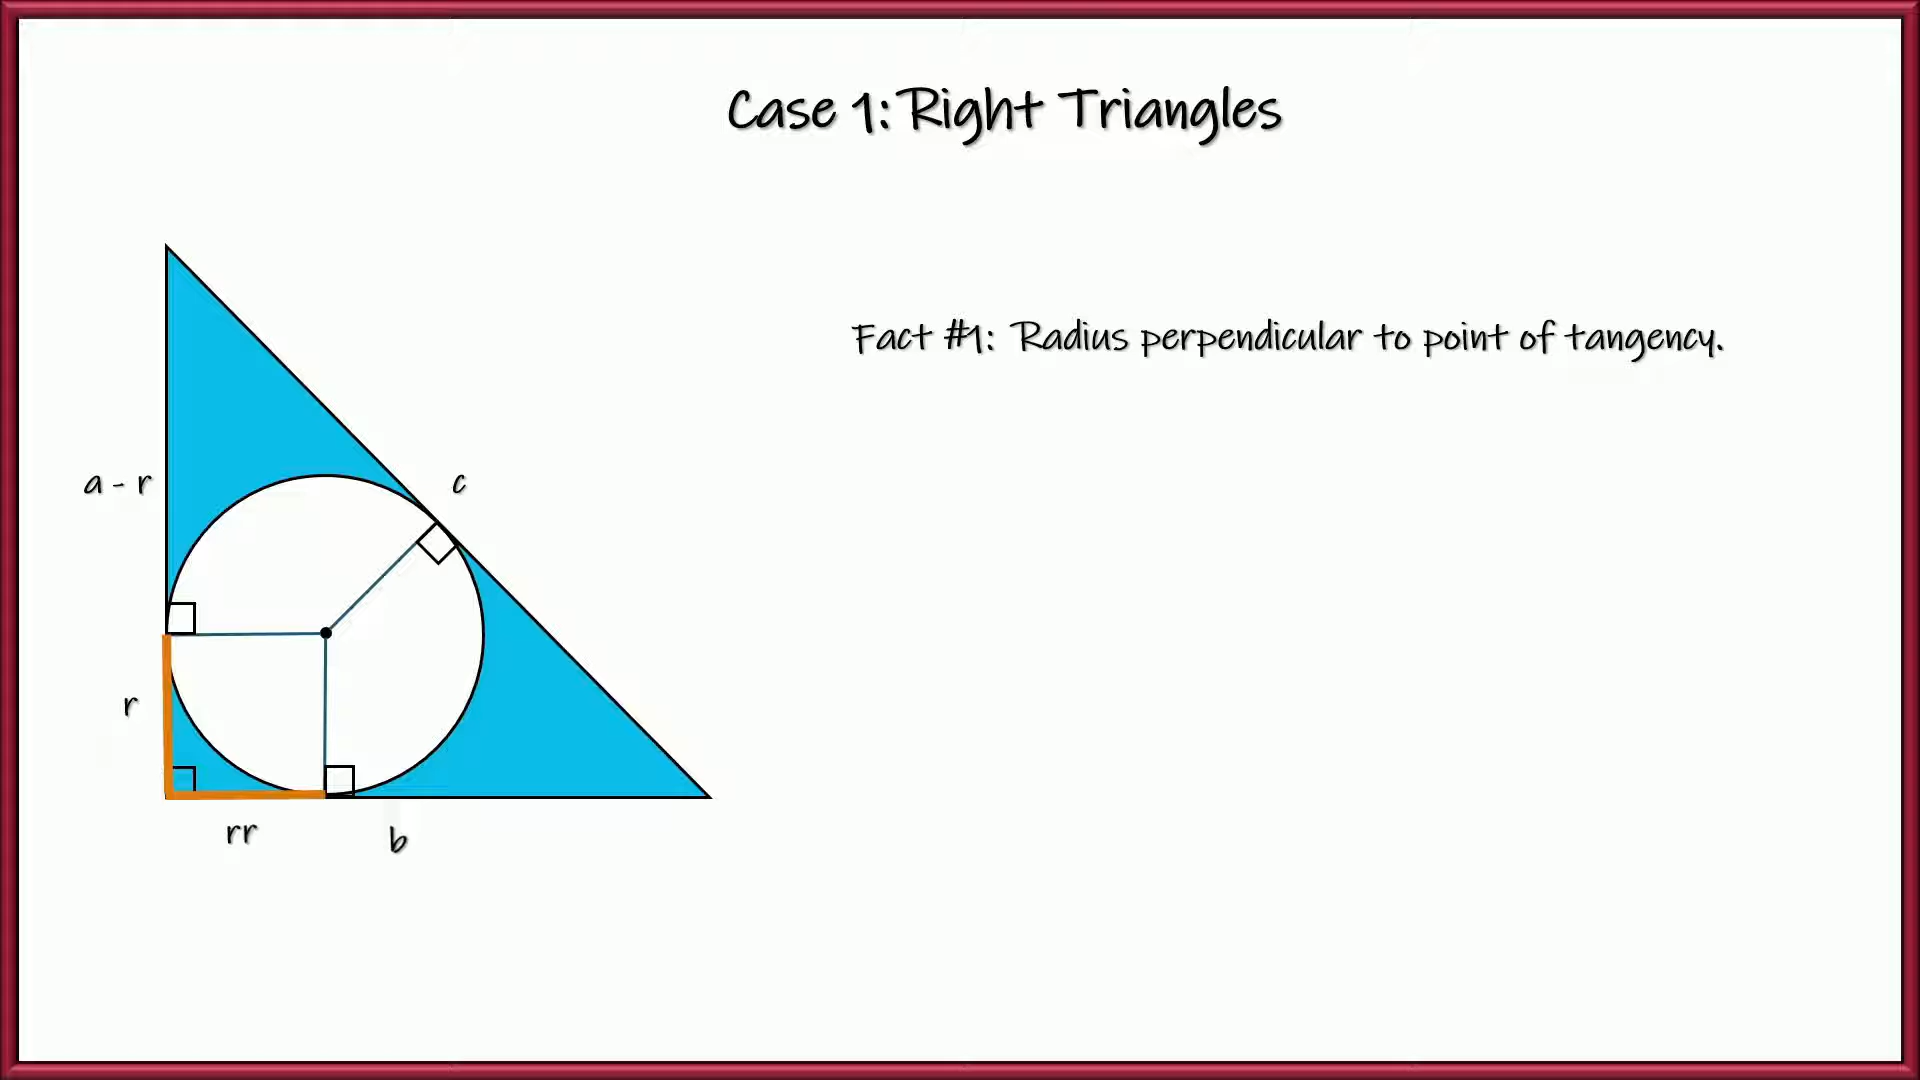 Case 1: Right Triangles
Fact #1: Radius perpendicular to point of tangency.
a - r
c
r
rr
b